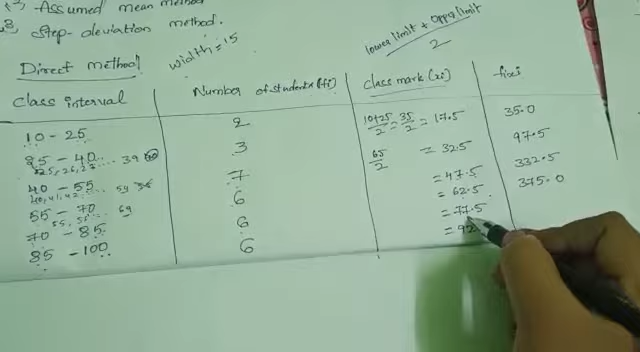 Assumed mean method
Step-deviation method.
Direct method
width = 15
lower limit + upper limit
2
Class interval
Number of students (fi)
Class mark (xi)
fixi
10 - 25
2
10+25/2 = 35/2 = 17.5
35.0
25 - 40
3
65/2 = 32.5
97.5
40 - 55
7
= 47.5
332.5
55 - 70
6
= 62.5
375.0
70 - 85
6
= 77.5
85 - 100
6